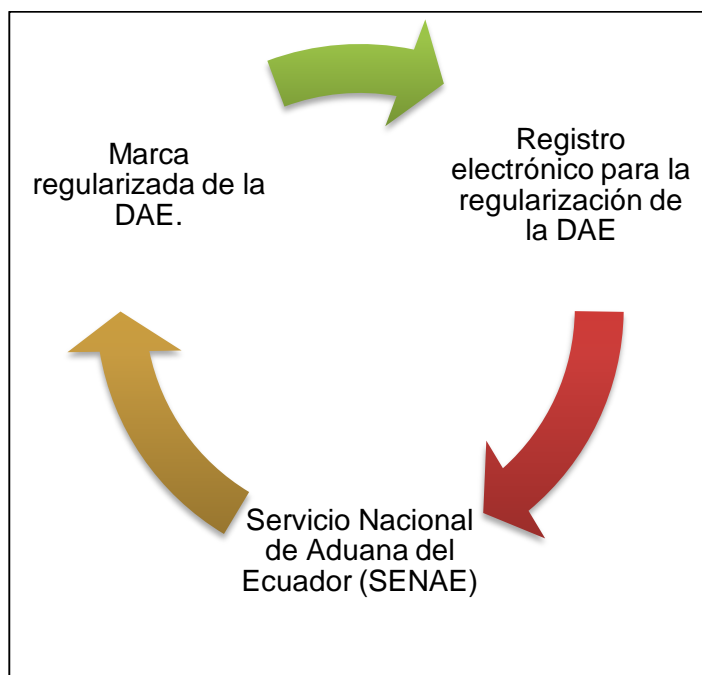 Marca
regularizada de la
DAE.
Registro
electrónico para la
regularización de
la DAE
Servicio Nacional
de Aduana del
Ecuador (SENAE)